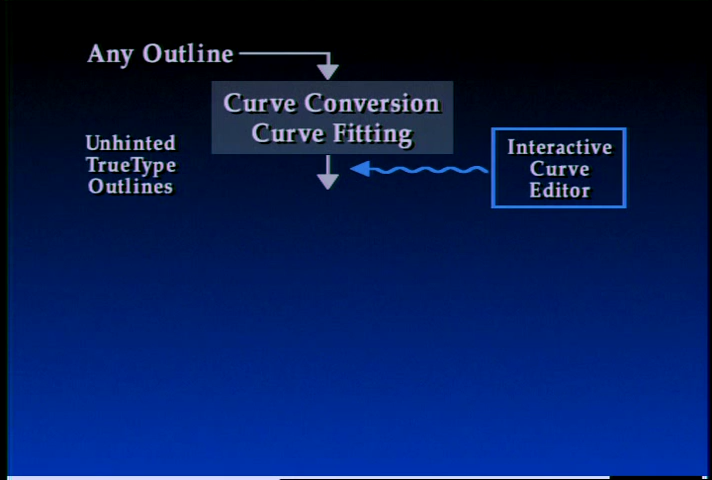 Any Outline
Curve Conversion
Curve Fitting
Unhinted
TrueType
Outlines
Interactive
Curve
Editor